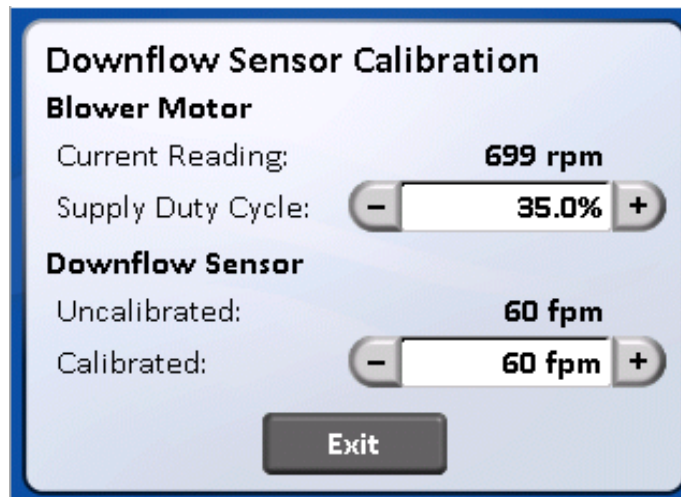 Downflow Sensor Calibration
Blower Motor
Current Reading: 699 rpm
Supply Duty Cycle: − 35.0% +
Downflow Sensor
Uncalibrated: 60 fpm
Calibrated: − 60 fpm +
Exit